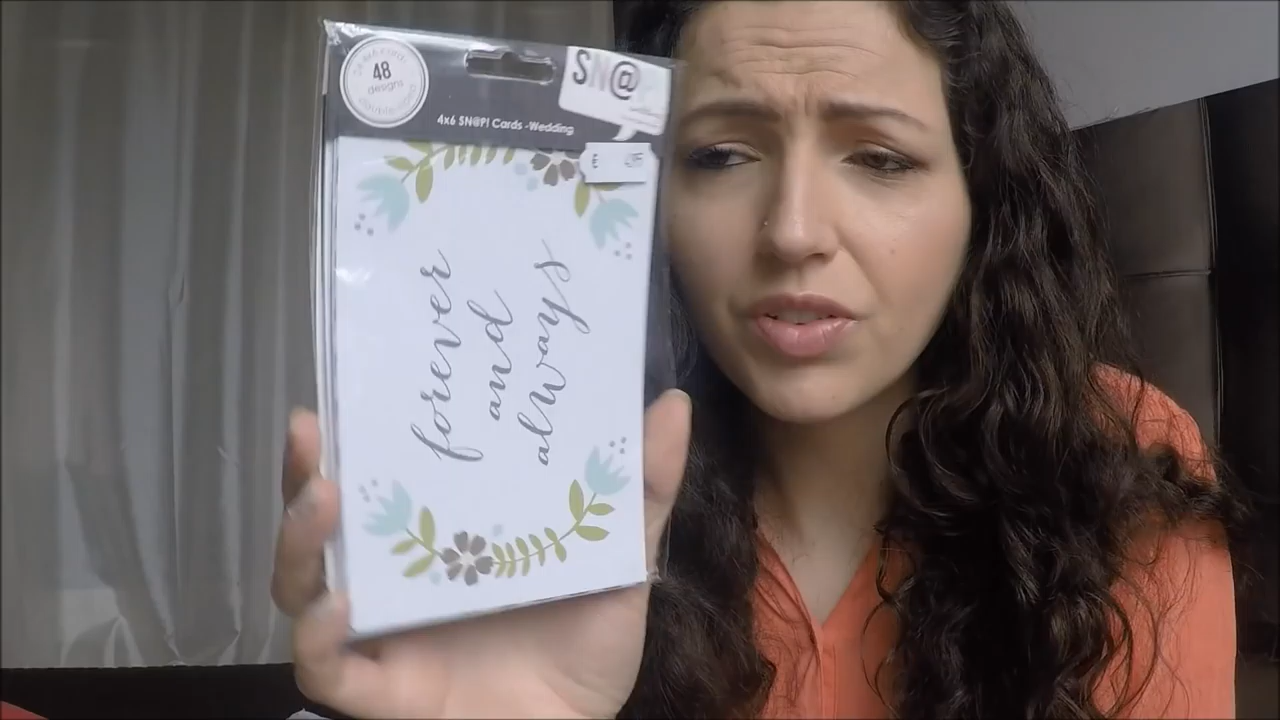 48
designs
SN@P!
4x6 SN@P! Cards -Wedding
€
forever
and
always